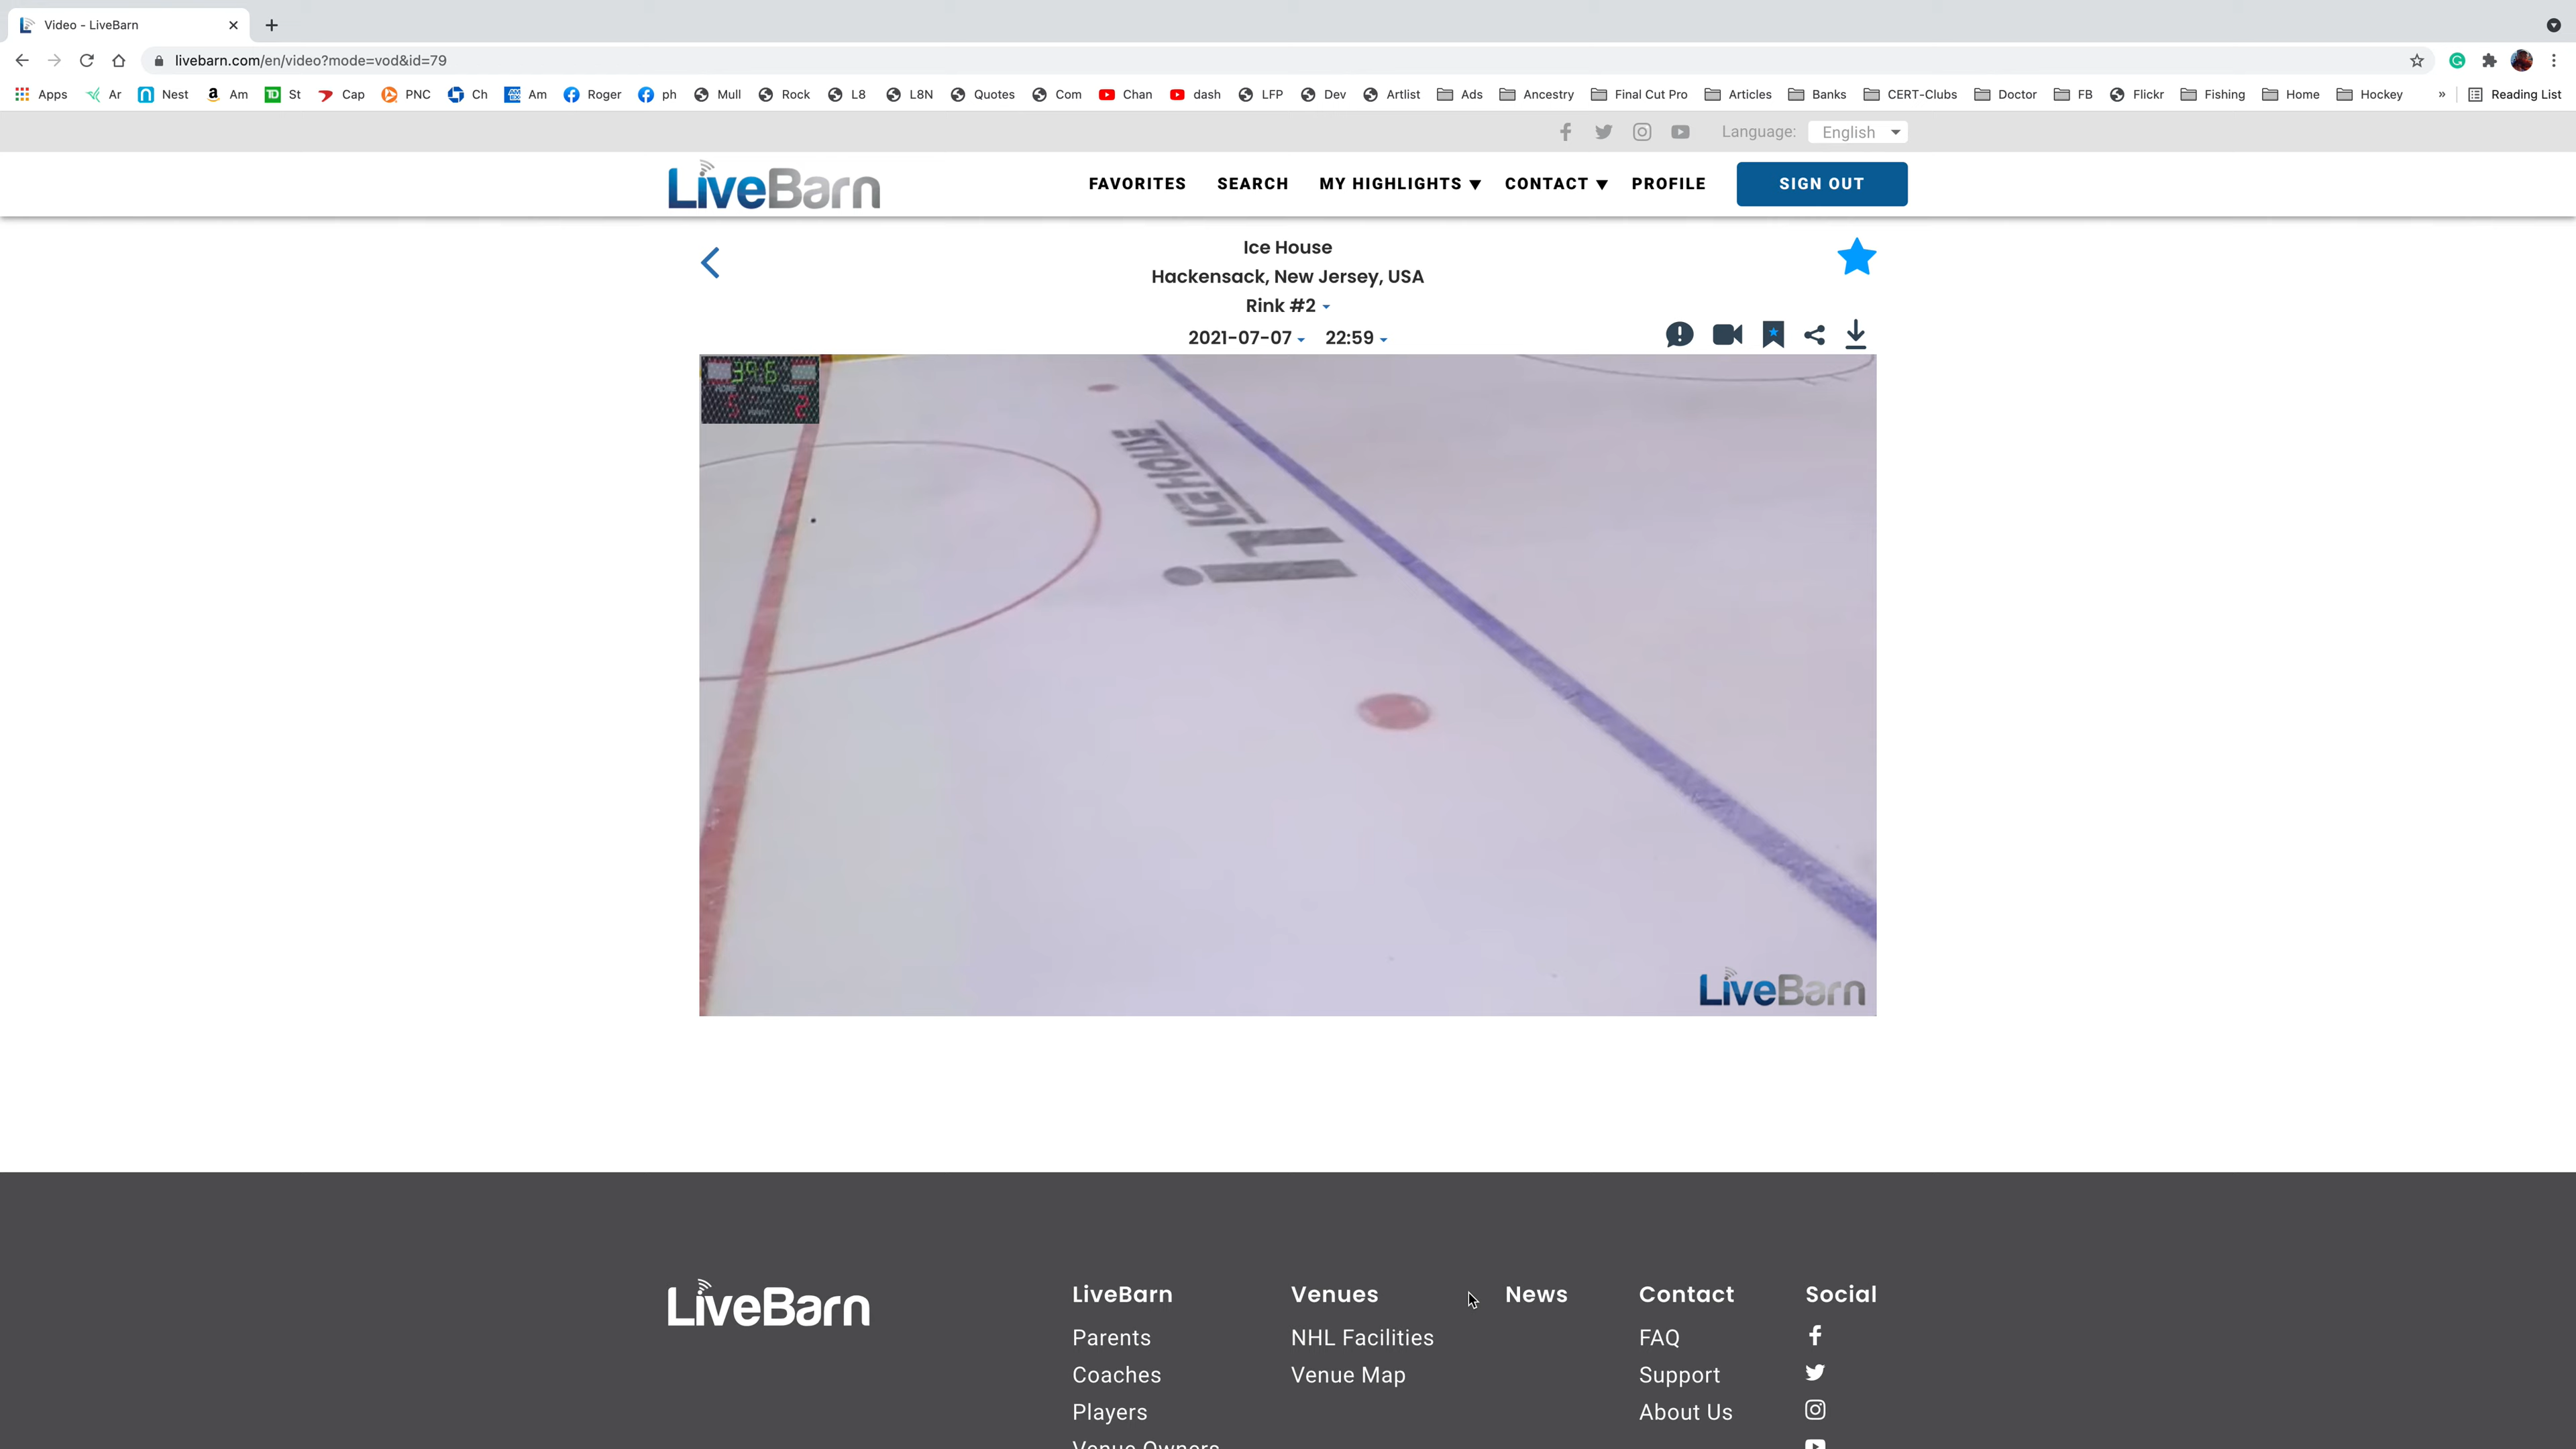 Video - LiveBarn
livebarn.com/en/video?mode=vod&id=79
Apps Ar Nest Am St Cap PNC Ch Am Roger ph Mull Rock L8 L8N Quotes Com Chan dash LFP Dev Artlist Ads Ancestry Final Cut Pro Articles Banks CERT-Clubs Doctor FB Flickr Fishing Home Hockey » Reading List
Language: English
LiveBarn FAVORITES SEARCH MY HIGHLIGHTS CONTACT PROFILE SIGN OUT
Ice House
Hackensack, New Jersey, USA
Rink #2
2021-07-07 22:59
ICEHOUSE
LiveBarn
LiveBarn LiveBarn Venues News Contact Social
Parents NHL Facilities FAQ
Coaches Venue Map Support
Players About Us
Venue Owners